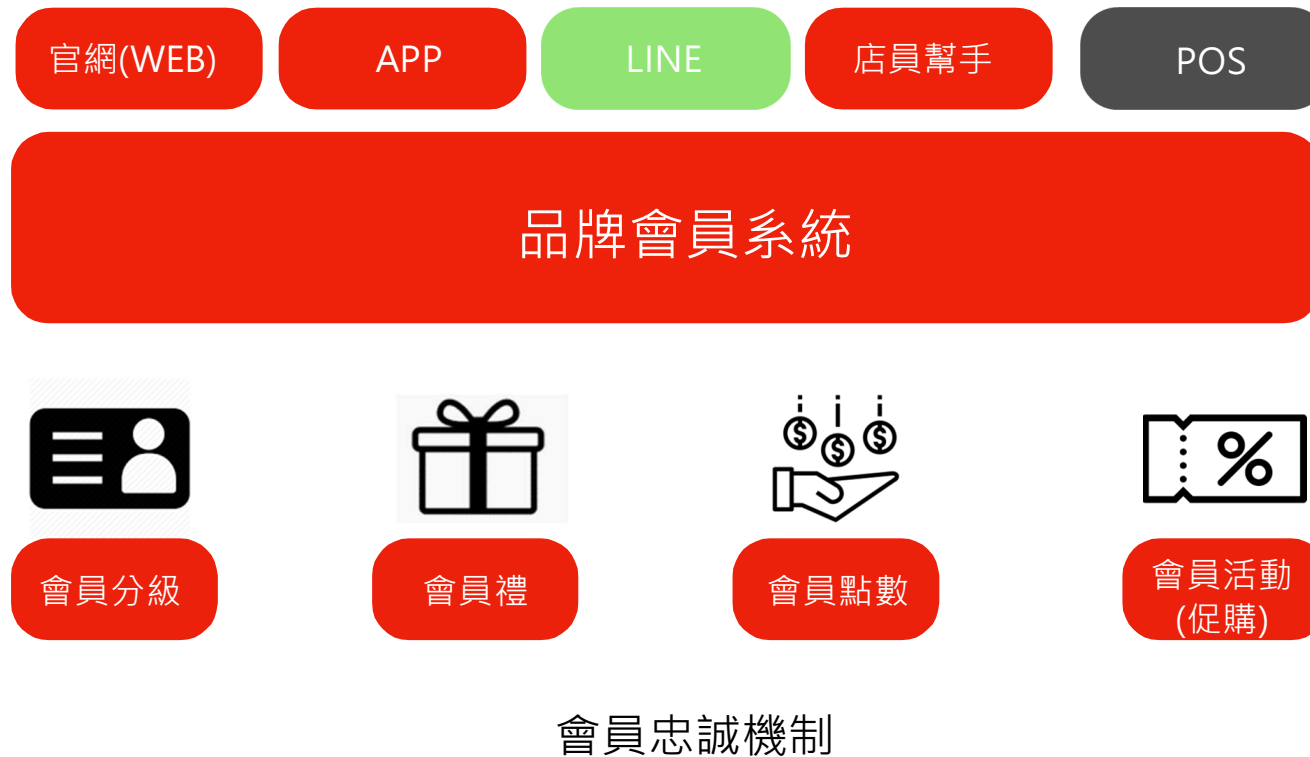 官網(WEB)
APP
LINE
店員幫手
POS
品牌會員系統
會員分級
會員禮
會員點數
會員活動
(促購)
會員忠誠機制